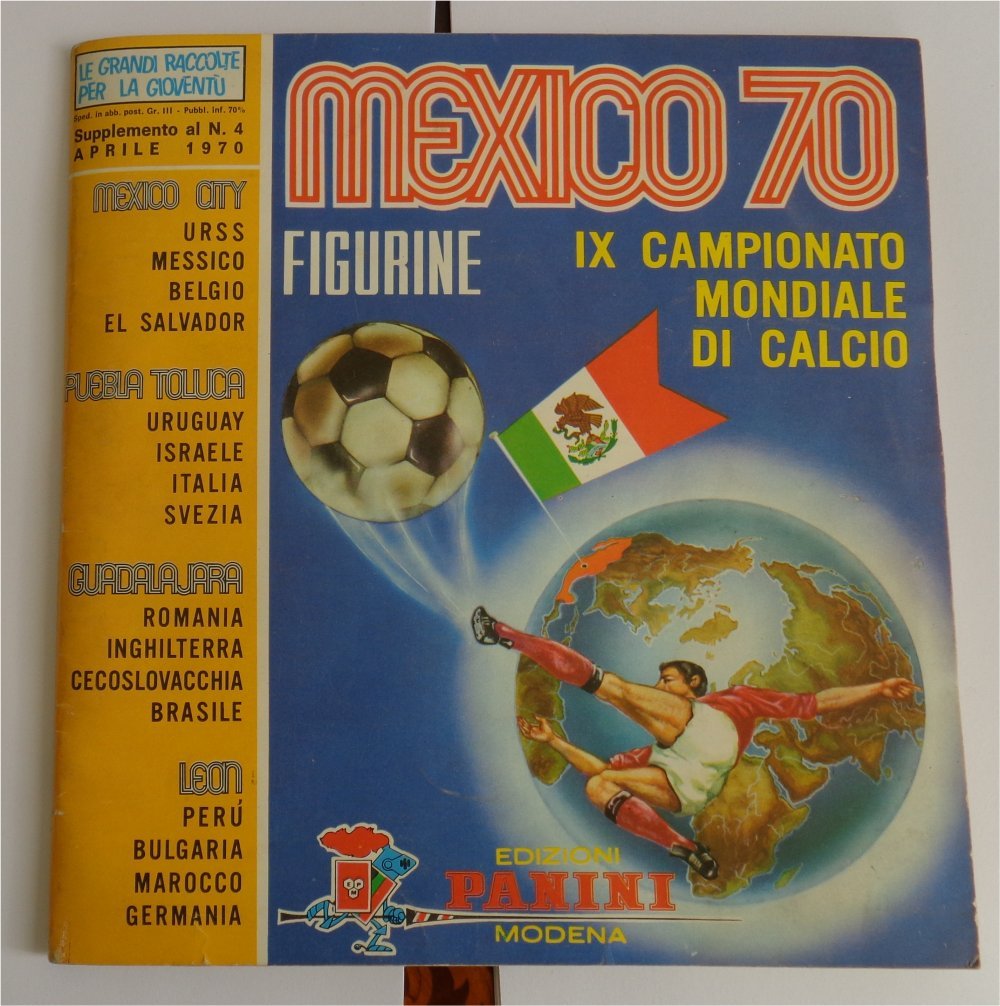 LE GRANDI RACCOLTE
PER LA GIOVENTÙ
Sped. in abb. post. Gr. III - Pubbl. inf. 70%
Supplemento al N. 4
APRILE 1970
MEXICO CITY
URSS
MESSICO
BELGIO
EL SALVADOR
PUEBLA TOLUCA
URUGUAY
ISRAELE
ITALIA
SVEZIA
GUADALAJARA
ROMANIA
INGHILTERRA
CECOSLOVACCHIA
BRASILE
LEON
PERÚ
BULGARIA
MAROCCO
GERMANIA
MEXICO 70
FIGURINE
IX CAMPIONATO
MONDIALE
DI CALCIO
EDIZIONI
PANINI
MODENA
EPM